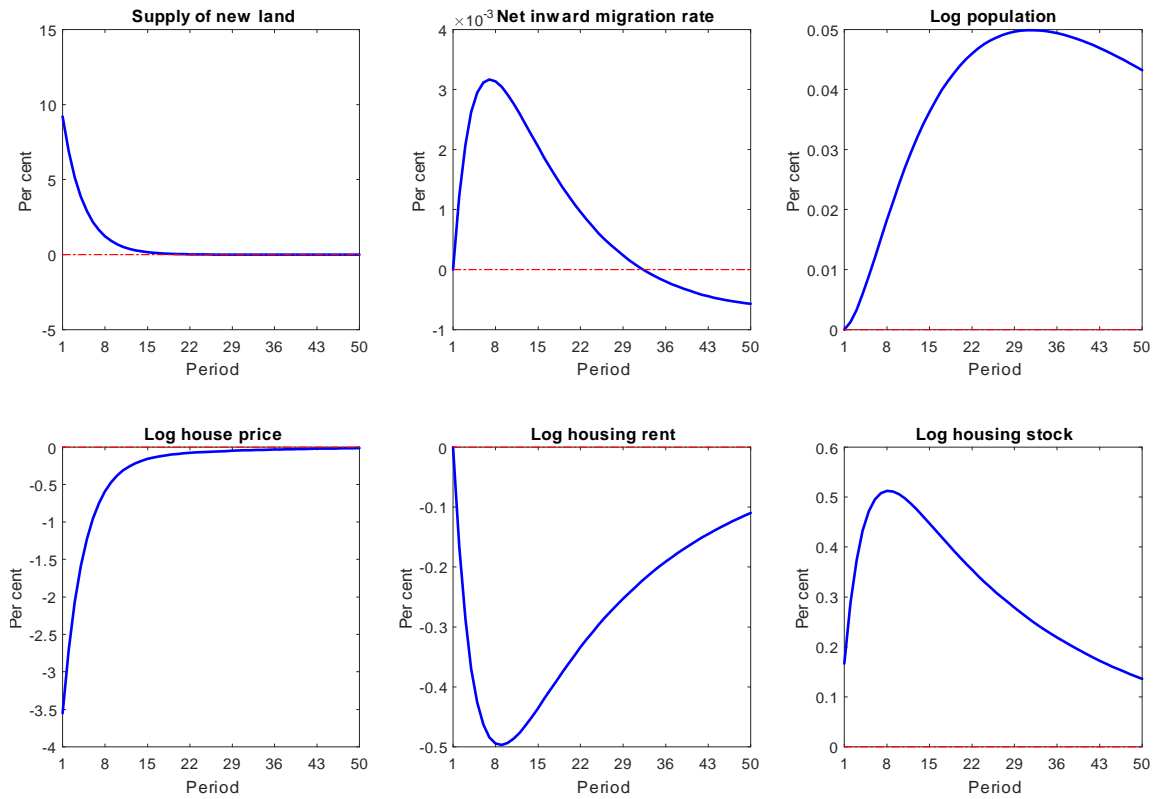 Supply of new land
15
10
5
0
-5
Per cent
1 8 15 22 29 36 43 50
Period
×10-3 Net inward migration rate
4
3
2
1
0
-1
Per cent
1 8 15 22 29 36 43 50
Period
Log population
0.05
0.04
0.03
0.02
0.01
0
Per cent
1 8 15 22 29 36 43 50
Period
Log house price
0
-0.5
-1
-1.5
-2
-2.5
-3
-3.5
-4
Per cent
1 8 15 22 29 36 43 50
Period
Log housing rent
0
-0.1
-0.2
-0.3
-0.4
-0.5
Per cent
1 8 15 22 29 36 43 50
Period
Log housing stock
0.6
0.5
0.4
0.3
0.2
0.1
0
Per cent
1 8 15 22 29 36 43 50
Period